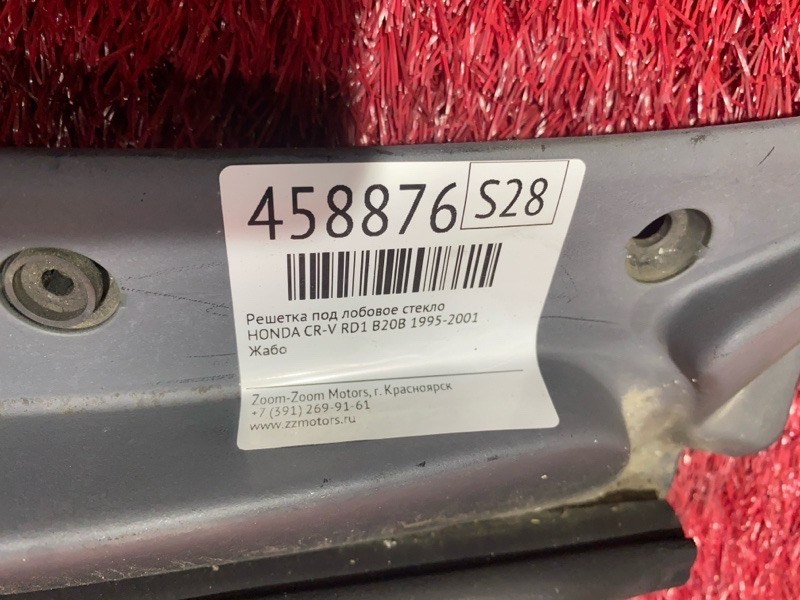 458876 S28
Решетка под лобовое стекло
HONDA CR-V RD1 B20B 1995-2001
Жабо
Zoom-Zoom Motors, г. Красноярск
+7 (391) 269-91-61
www.zzmotors.ru